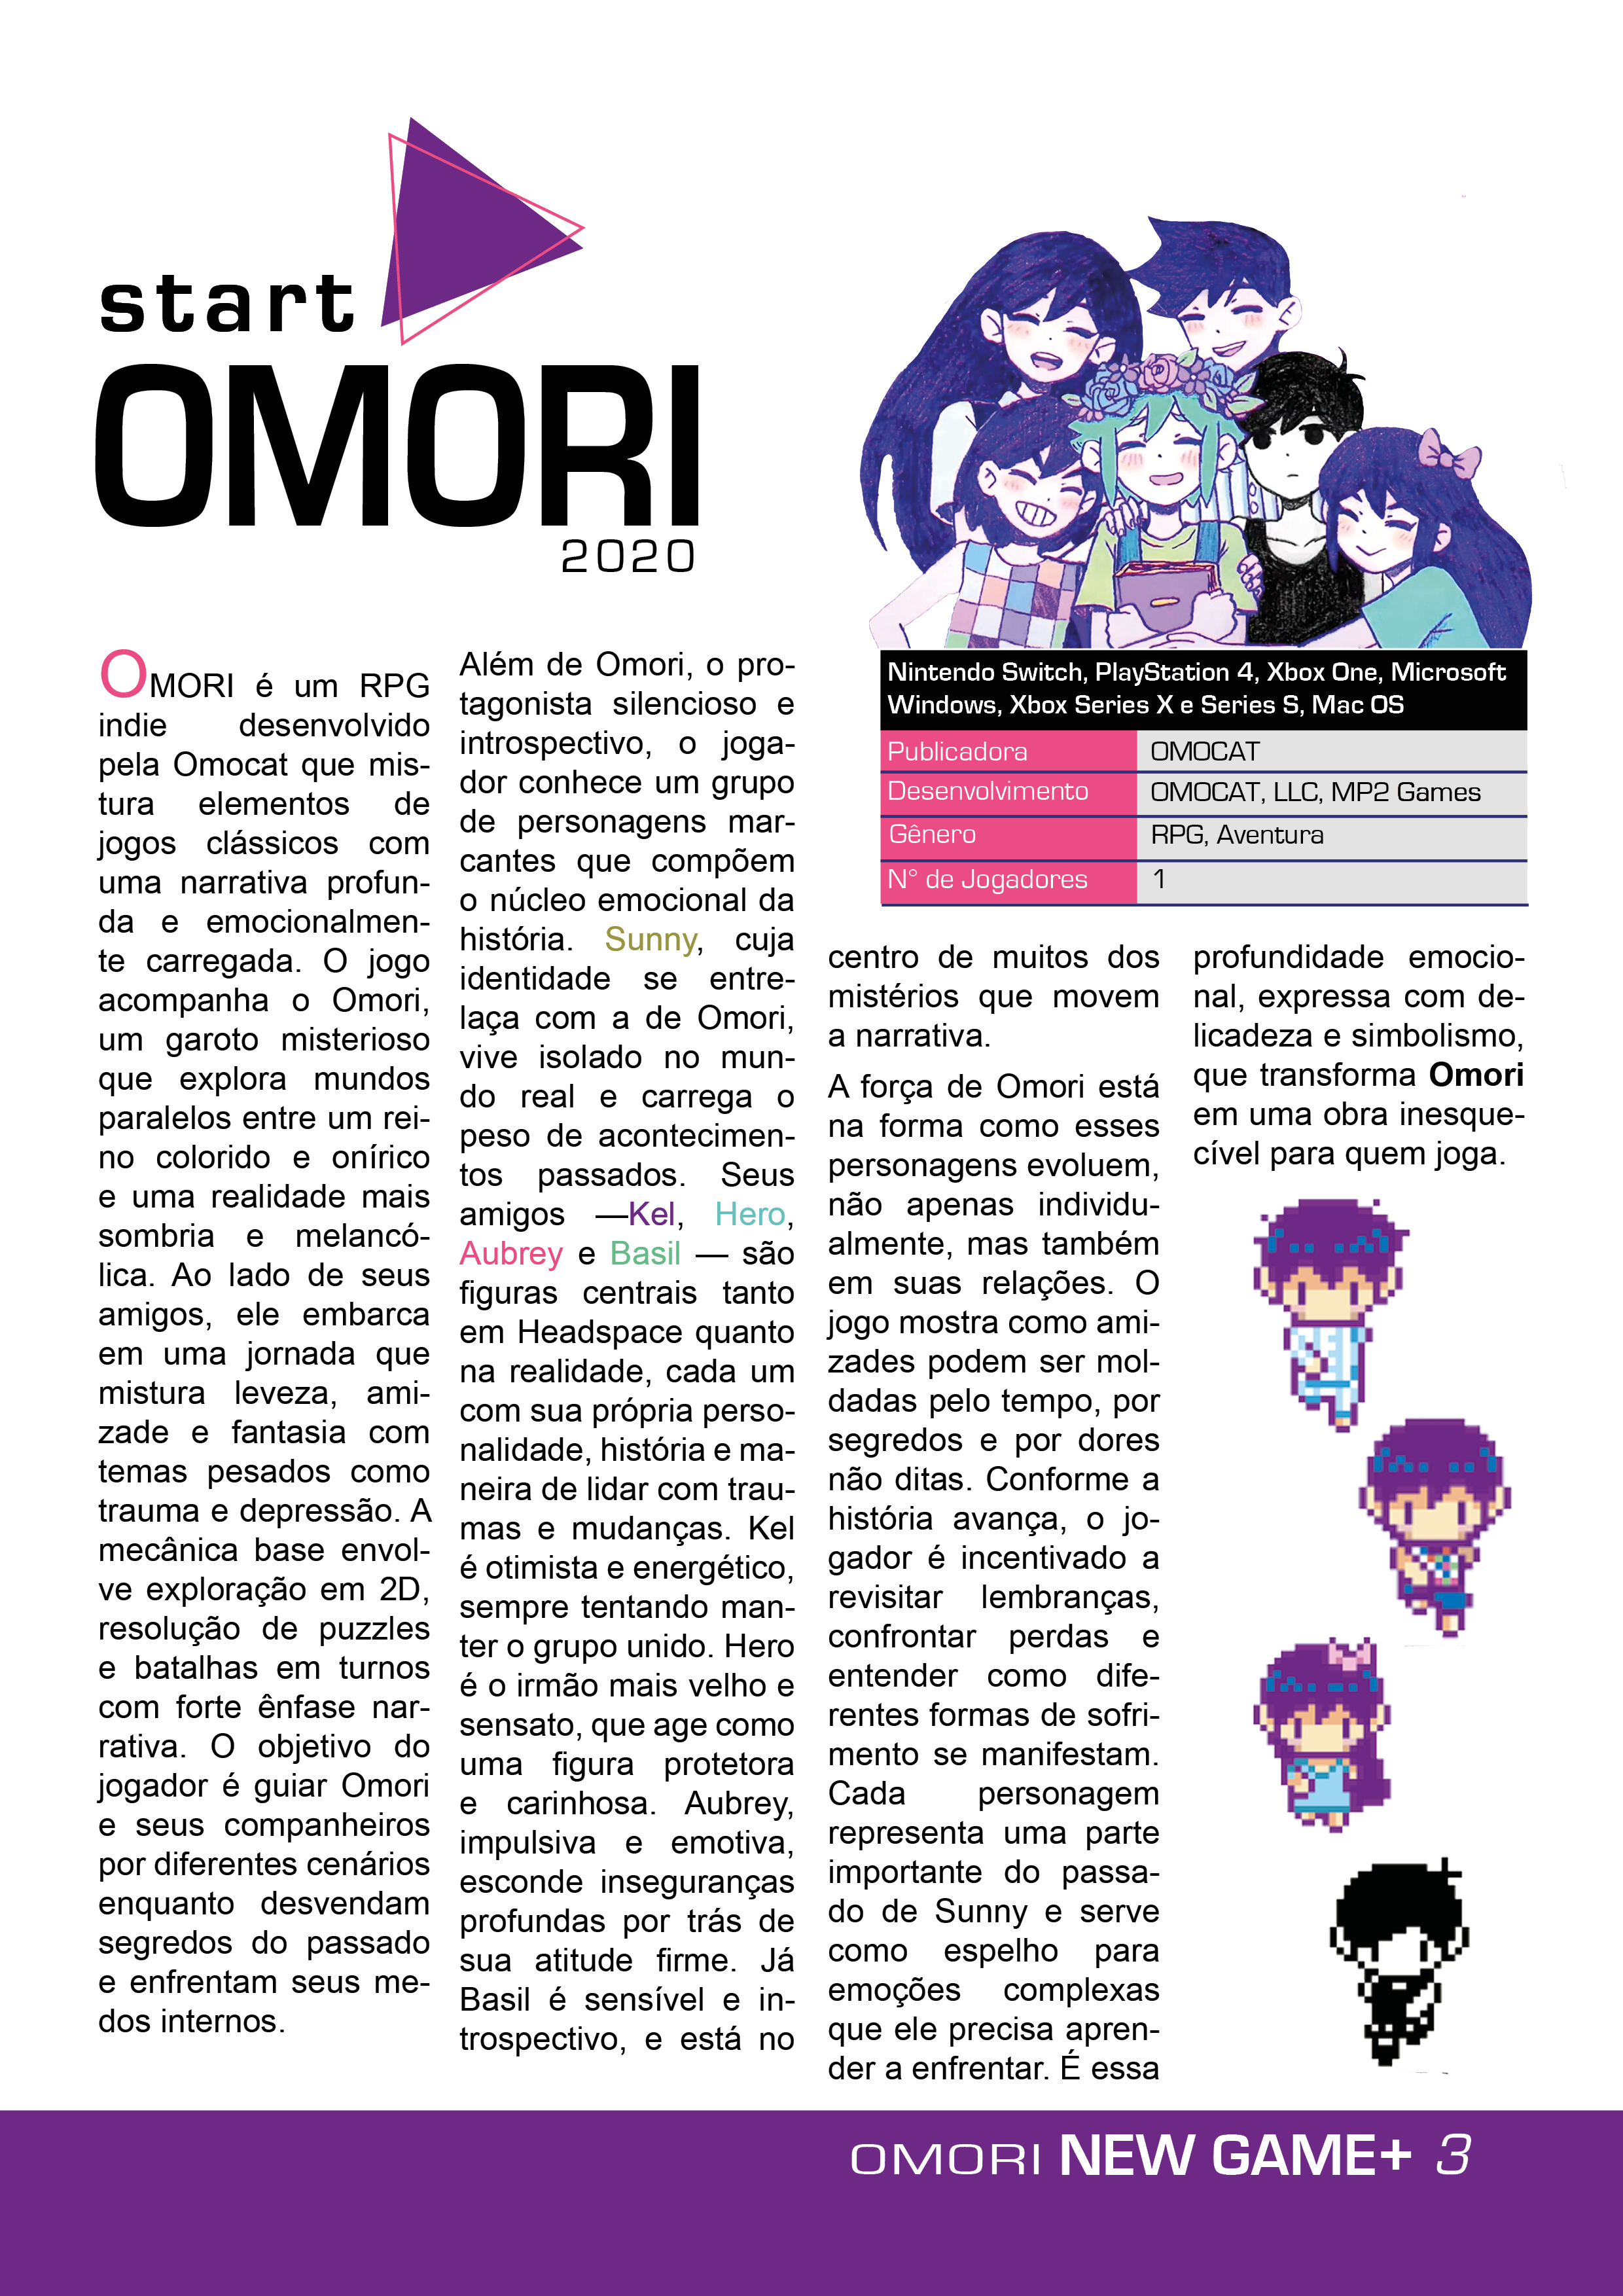 start
OMORI
2020
OMORI é um RPG
indie desenvolvido
pela Omocat que mis-
tura elementos de
jogos clássicos com
uma narrativa profun-
da e emocionalmen-
te carregada. O jogo
acompanha o Omori,
um garoto misterioso
que explora mundos
paralelos entre um rei-
no colorido e onírico
e uma realidade mais
sombria e melancó-
lica. Ao lado de seus
amigos, ele embarca
em uma jornada que
mistura leveza, ami-
zade e fantasia com
temas pesados como
trauma e depressão. A
mecânica base envol-
ve exploração em 2D,
resolução de puzzles
e batalhas em turnos
com forte ênfase nar-
rativa. O objetivo do
jogador é guiar Omori
e seus companheiros
por diferentes cenários
enquanto desvendam
segredos do passado
e enfrentam seus me-
dos internos.
Além de Omori, o pro-
tagonista silencioso e
introspectivo, o joga-
dor conhece um grupo
de personagens mar-
cantes que compõem
o núcleo emocional da
história. Sunny, cuja
identidade se entre-
laça com a de Omori,
vive isolado no mun-
do real e carrega o
peso de acontecimen-
tos passados. Seus
amigos —Kel, Hero,
Aubrey e Basil — são
figuras centrais tanto
em Headspace quanto
na realidade, cada um
com sua própria perso-
nalidade, história e ma-
neira de lidar com trau-
mas e mudanças. Kel
é otimista e energético,
sempre tentando man-
ter o grupo unido. Hero
é o irmão mais velho e
sensato, que age como
uma figura protetora
e carinhosa. Aubrey,
impulsiva e emotiva,
esconde inseguranças
profundas por trás de
sua atitude firme. Já
Basil é sensível e in-
trospectivo, e está no
Nintendo Switch, PlayStation 4, Xbox One, Microsoft
Windows, Xbox Series X e Series S, Mac OS
Publicadora OMOCAT
Desenvolvimento OMOCAT, LLC, MP2 Games
Gênero RPG, Aventura
N° de Jogadores 1
centro de muitos dos
mistérios que movem
a narrativa.
A força de Omori está
na forma como esses
personagens evoluem,
não apenas individu-
almente, mas também
em suas relações. O
jogo mostra como ami-
zades podem ser mol-
dadas pelo tempo, por
segredos e por dores
não ditas. Conforme a
história avança, o jo-
gador é incentivado a
revisitar lembranças,
confrontar perdas e
entender como dife-
rentes formas de sofri-
mento se manifestam.
Cada personagem
representa uma parte
importante do passa-
do de Sunny e serve
como espelho para
emoções complexas
que ele precisa apren-
der a enfrentar. É essa
profundidade emocio-
nal, expressa com de-
licadeza e simbolismo,
que transforma Omori
em uma obra inesque-
cível para quem joga.
OMORI NEW GAME+ 3